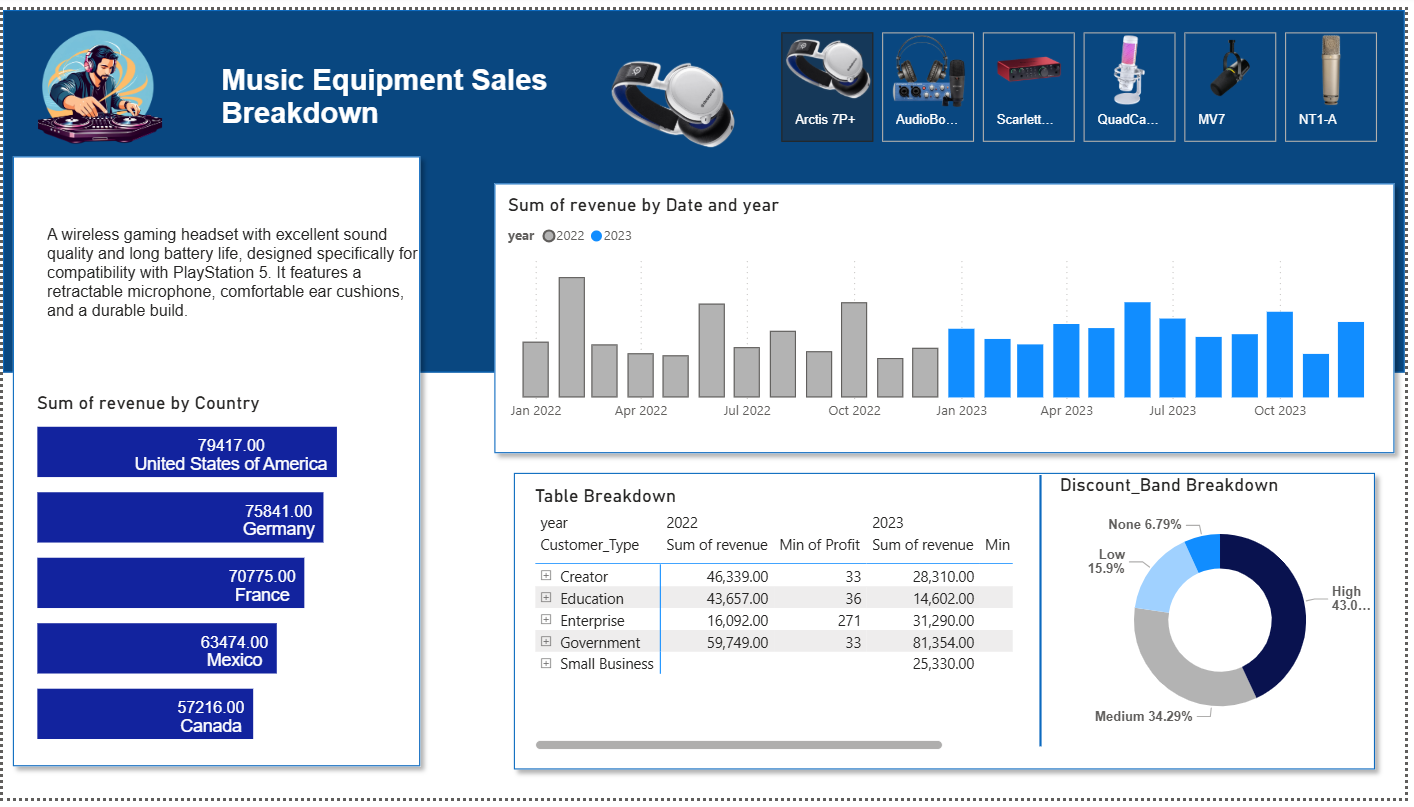 Music Equipment Sales
Breakdown
Arctis 7P+
AudioBo...
Scarlett...
QuadCa...
MV7
NT1-A
A wireless gaming headset with excellent sound
quality and long battery life, designed specifically for
compatibility with PlayStation 5. It features a
retractable microphone, comfortable ear cushions,
and a durable build.
Sum of revenue by Country
79417.00
United States of America
75841.00
Germany
70775.00
France
63474.00
Mexico
57216.00
Canada
Sum of revenue by Date and year
year 2022 2023
Jan 2022 Apr 2022 Jul 2022 Oct 2022 Jan 2023 Apr 2023 Jul 2023 Oct 2023
Table Breakdown
year 2022 2023
Customer_Type Sum of revenue Min of Profit Sum of revenue Min
Creator 46,339.00 33 28,310.00
Education 43,657.00 36 14,602.00
Enterprise 16,092.00 271 31,290.00
Government 59,749.00 33 81,354.00
Small Business 25,330.00
Discount_Band Breakdown
None 6.79%
Low
15.9%
High
43.0...
Medium 34.29%